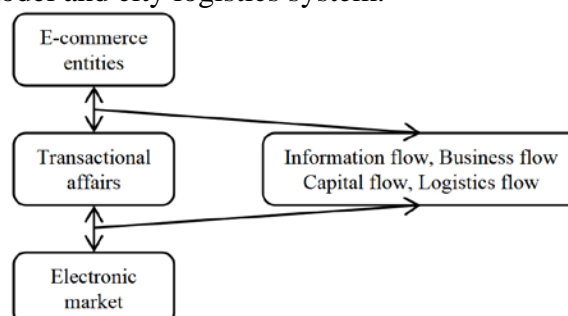 odel and city logistics system.
E-commerce
entities
Transactional
affairs
Information flow, Business flow
Capital flow, Logistics flow
Electronic
market